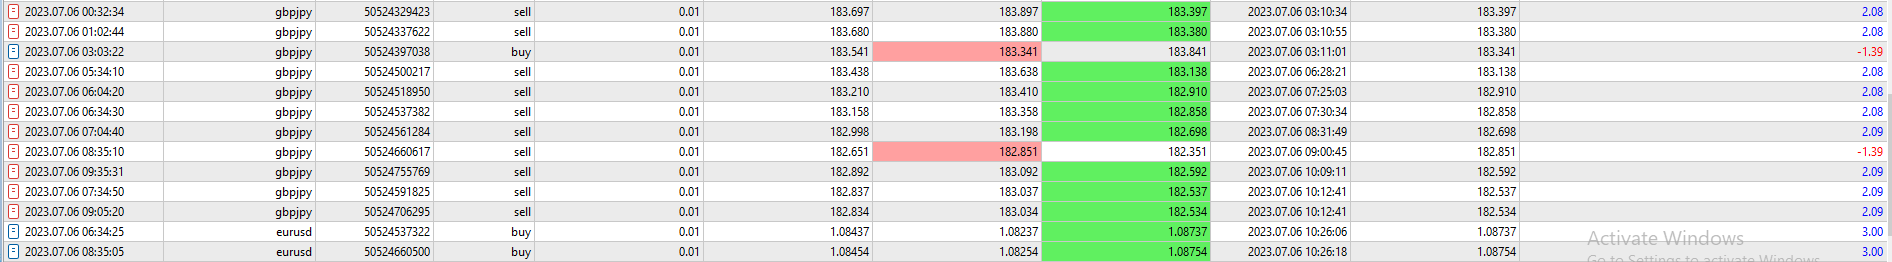 2023.07.06 00:32:34 gbpjpy 50524329423 sell 0.01 183.697 183.897 183.397 2023.07.06 03:10:34 183.397 2.08
2023.07.06 01:02:44 gbpjpy 50524337622 sell 0.01 183.680 183.880 183.380 2023.07.06 03:10:55 183.380 2.08
2023.07.06 03:03:22 gbpjpy 50524397038 buy 0.01 183.541 183.341 183.841 2023.07.06 03:11:01 183.341 -1.39
2023.07.06 05:34:10 gbpjpy 50524500217 sell 0.01 183.438 183.638 183.138 2023.07.06 06:28:21 183.138 2.08
2023.07.06 06:04:20 gbpjpy 50524518950 sell 0.01 183.210 183.410 182.910 2023.07.06 07:25:03 182.910 2.08
2023.07.06 06:34:30 gbpjpy 50524537382 sell 0.01 183.158 183.358 182.858 2023.07.06 07:30:34 182.858 2.08
2023.07.06 07:04:40 gbpjpy 50524561284 sell 0.01 182.998 183.198 182.698 2023.07.06 08:31:49 182.698 2.09
2023.07.06 08:35:10 gbpjpy 50524660617 sell 0.01 182.651 182.851 182.351 2023.07.06 09:00:45 182.851 -1.39
2023.07.06 09:35:31 gbpjpy 50524755769 sell 0.01 182.892 183.092 182.592 2023.07.06 10:09:11 182.592 2.09
2023.07.06 07:34:50 gbpjpy 50524591825 sell 0.01 182.837 183.037 182.537 2023.07.06 10:12:41 182.537 2.09
2023.07.06 09:05:20 gbpjpy 50524706295 sell 0.01 182.834 183.034 182.534 2023.07.06 10:12:41 182.534 2.09
2023.07.06 06:34:25 eurusd 50524537322 buy 0.01 1.08437 1.08237 1.08737 2023.07.06 10:26:06 1.08737 3.00
2023.07.06 08:35:05 eurusd 50524660500 buy 0.01 1.08454 1.08254 1.08754 2023.07.06 10:26:18 1.08754 3.00
Activate Windows
Go to Settings to activate Windows.